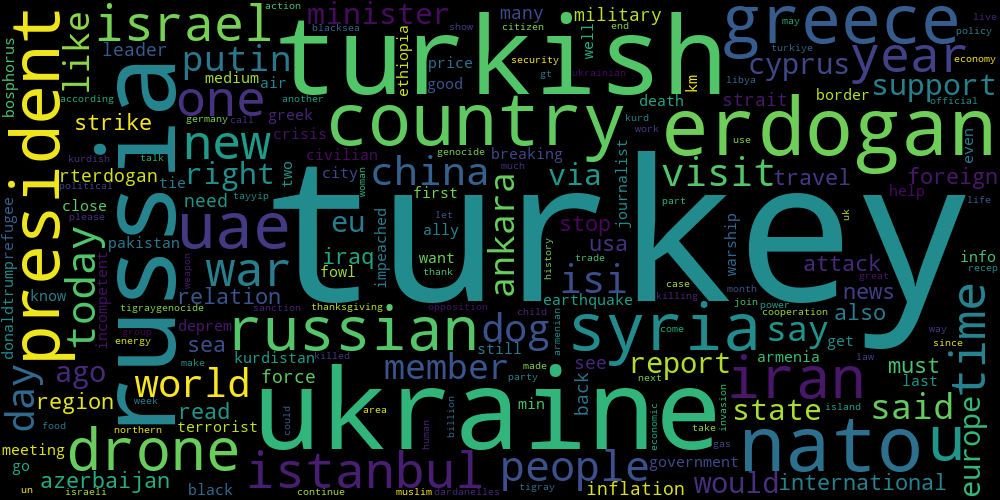 turkey
turkish
ukraine
russia
erdogan
president
country
nato
greece
syria
russian
uae
war
iran
istanbul
drone
israel
putin
one
new
right
china
ankara
visit
year
time
people
member
world
dog
isi
eu
via
say
said
would
u
europe
state
report
support
cyprus
like
today
day
ago
minister
military
many
action
blacksea
show
citizen
well
km
security
gt
ukrainian
may
turkiye
live
policy
economy
libya
official
strait
border
death
kurd
work
use
even
bosphorus
leader
medium
air
according
another
strike
germany
call
greek
ethiopia
price
good
crisis
civilian
city
two
woman
genocide
breaking
much
journalist
travel
foreign
help
uk
life
part
kurdish
talk
rterdogan
political
tie
need
tayyip
please
close
first
let
ally
want
thank
impeached
stop
usa
trade
history
warship
attack
news
great
info
recep
know
pakistan
iraq
fowl
relation
weapon
incompetent
donaldtrumprefugee
tigraygenocide
sanction
thanksgiving
opposition
earthquake
case
killing
month
join
power
cooperation
also
since
way
deprem
group
energy
sea
kurdistan
killed
child
still
made
armenian
see
come
armenia
get
law
must
last
make
force
party
next
invasion
region
week
read
min
back
take
island
terrorist
northern
food
could
area
human
billion
economic
gas
meeting
go
un
azerbaijan
israeli
black
continue
muslim
dardanelles
tigray
inflation
government
international